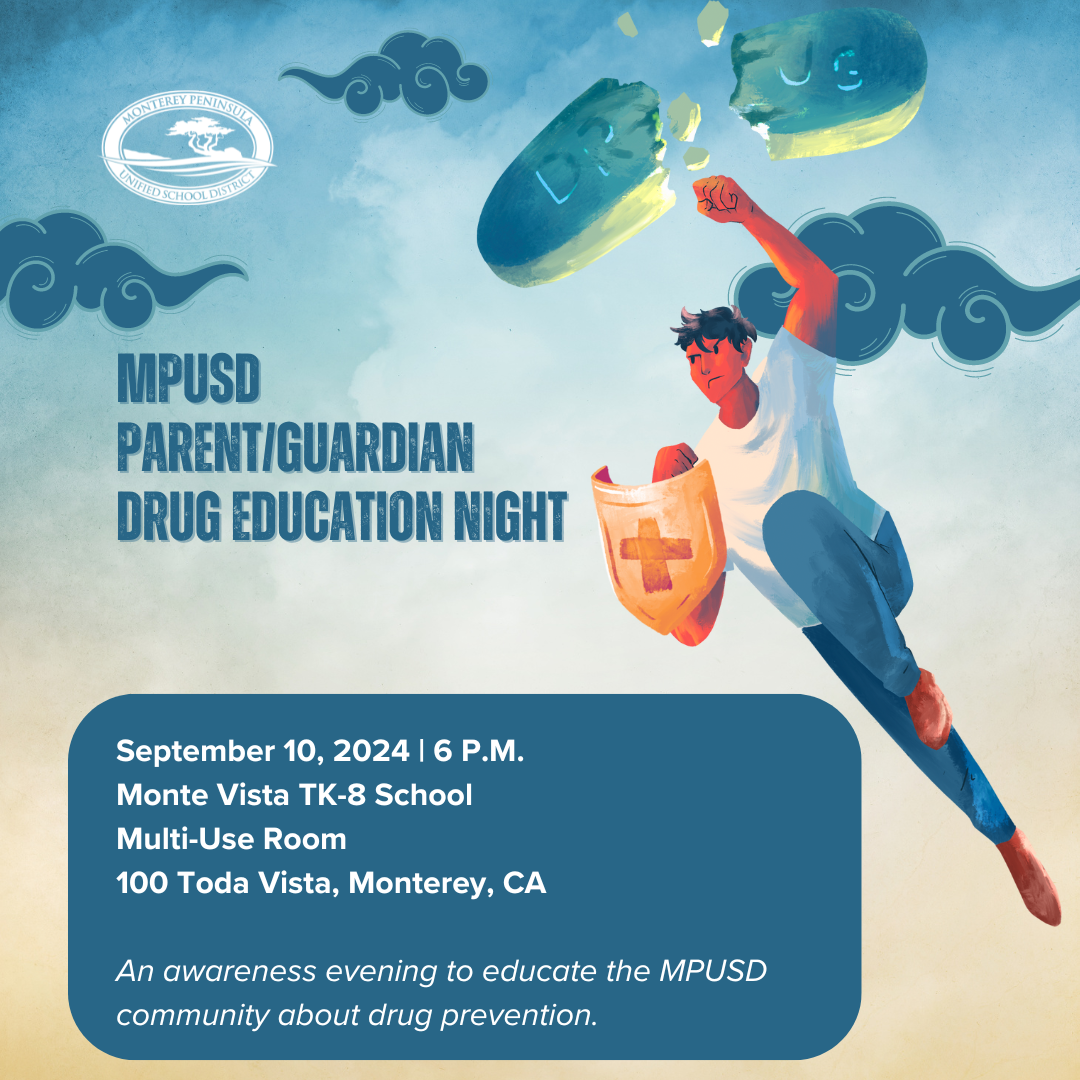 MONTEREY PENINSULA
UNIFIED SCHOOL DISTRICT
DRUG
MPUSD
PARENT/GUARDIAN
DRUG EDUCATION NIGHT
September 10, 2024 | 6 P.M.
Monte Vista TK-8 School
Multi-Use Room
100 Toda Vista, Monterey, CA
An awareness evening to educate the MPUSD
community about drug prevention.